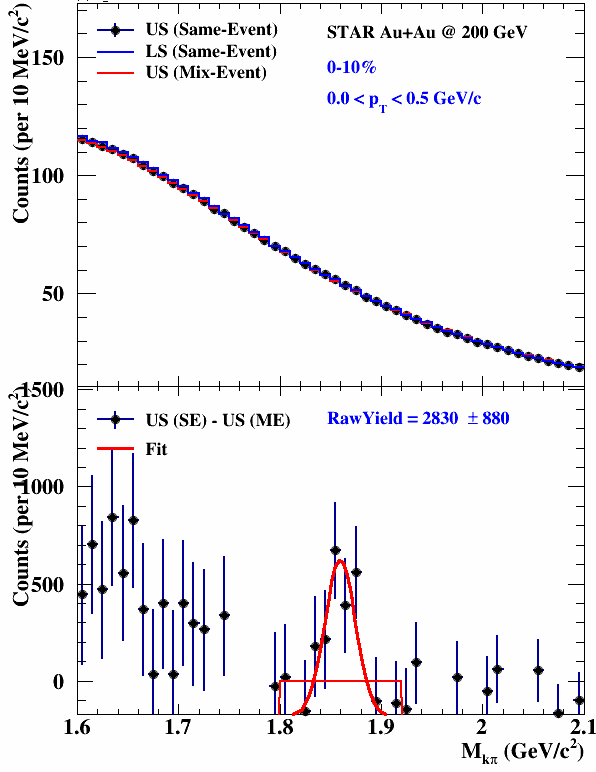 US (Same-Event)
LS (Same-Event)
US (Mix-Event)
STAR Au+Au @ 200 GeV
0-10%
0.0 < pT < 0.5 GeV/c
Counts (per 10 MeV/c²)
150
100
50
US (SE) - US (ME)
Fit
RawYield = 2830 ± 880
Counts (per 10 MeV/c²)
1500
1000
500
0
1.6 1.7 1.8 1.9 2 2.1
Mkπ (GeV/c²)